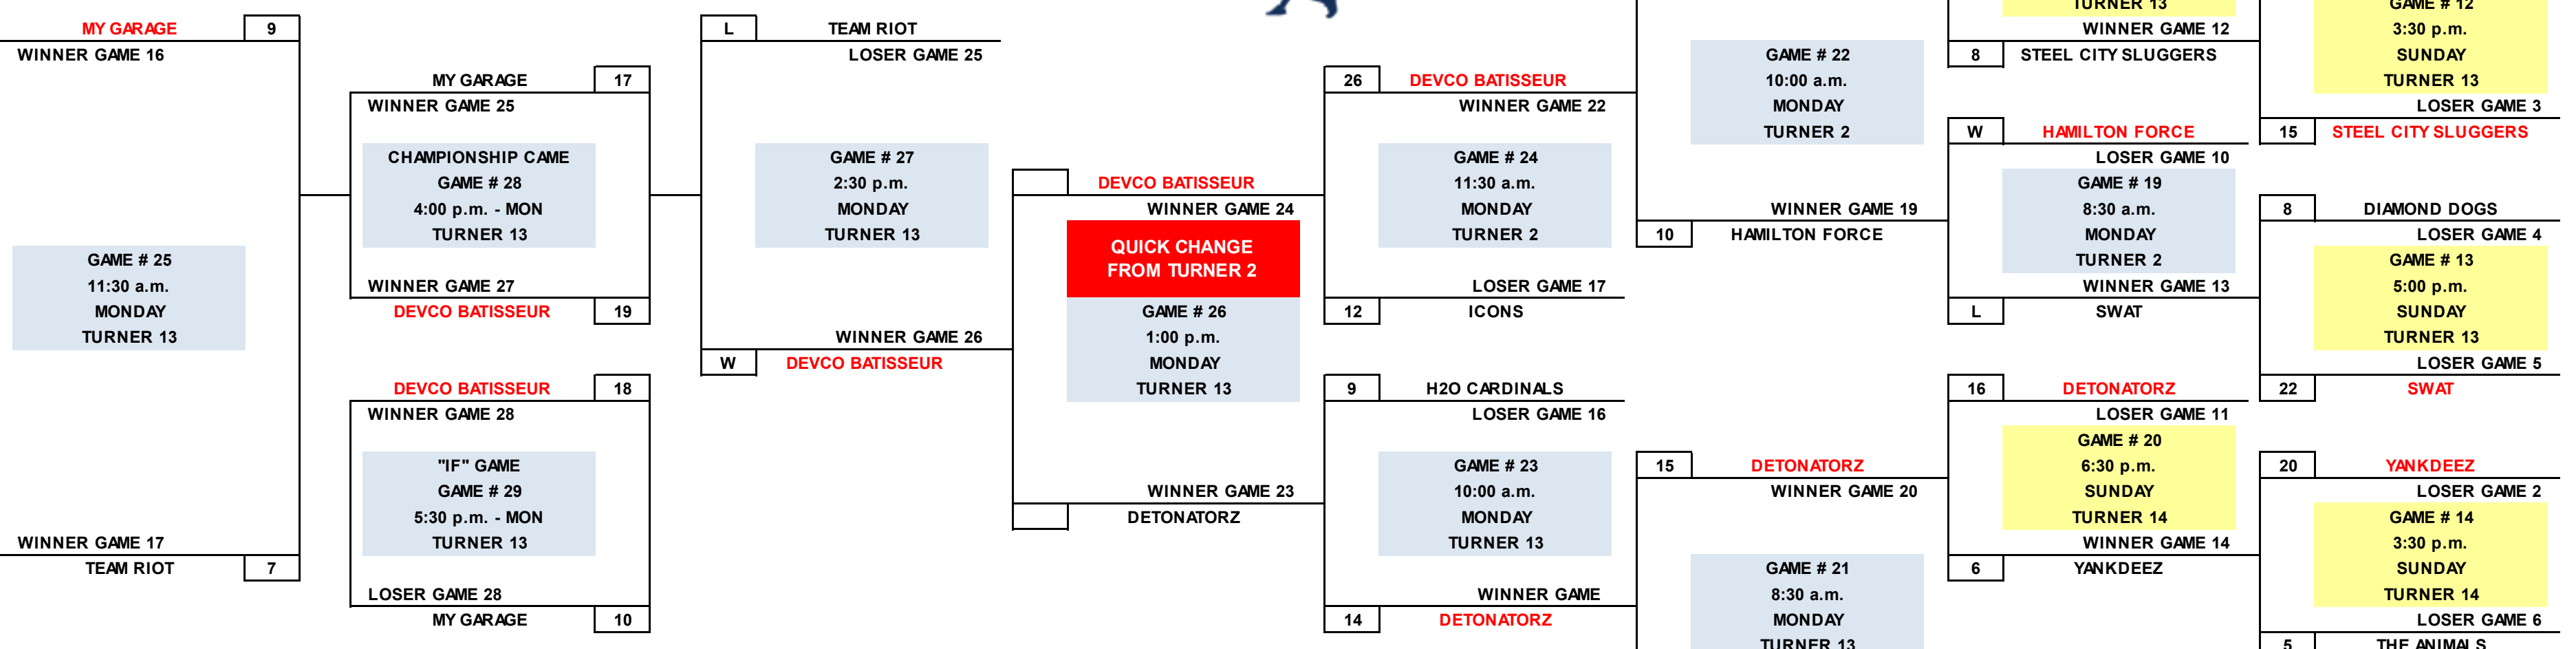 MY GARAGE 9
WINNER GAME 16
GAME # 25
11:30 a.m.
MONDAY
TURNER 13
WINNER GAME 17
TEAM RIOT 7
MY GARAGE 17
WINNER GAME 25
CHAMPIONSHIP CAME
GAME # 28
4:00 p.m. - MON
TURNER 13
WINNER GAME 27
DEVCO BATISSEUR 19
DEVCO BATISSEUR 18
WINNER GAME 28
"IF" GAME
GAME # 29
5:30 p.m. - MON
TURNER 13
LOSER GAME 28
MY GARAGE 10
L TEAM RIOT
LOSER GAME 25
GAME # 27
2:30 p.m.
MONDAY
TURNER 13
WINNER GAME 26
W DEVCO BATISSEUR
DEVCO BATISSEUR
WINNER GAME 24
QUICK CHANGE
FROM TURNER 2
GAME # 26
1:00 p.m.
MONDAY
TURNER 13
WINNER GAME 23
DETONATORZ
26 DEVCO BATISSEUR
WINNER GAME 22
GAME # 24
11:30 a.m.
MONDAY
TURNER 2
LOSER GAME 17
12 ICONS
9 H2O CARDINALS
LOSER GAME 16
GAME # 23
10:00 a.m.
MONDAY
TURNER 13
WINNER GAME
14 DETONATORZ
GAME # 22
10:00 a.m.
MONDAY
TURNER 2
WINNER GAME 19
10 HAMILTON FORCE
15 DETONATORZ
WINNER GAME 20
GAME # 21
8:30 a.m.
MONDAY
TURNER 13
TURNER 13
WINNER GAME 12
8 STEEL CITY SLUGGERS
W HAMILTON FORCE
LOSER GAME 10
GAME # 19
8:30 a.m.
MONDAY
TURNER 2
WINNER GAME 13
L SWAT
16 DETONATORZ
LOSER GAME 11
GAME # 20
6:30 p.m.
SUNDAY
TURNER 14
WINNER GAME 14
6 YANKDEEZ
GAME # 12
3:30 p.m.
SUNDAY
TURNER 13
LOSER GAME 3
15 STEEL CITY SLUGGERS
8 DIAMOND DOGS
LOSER GAME 4
GAME # 13
5:00 p.m.
SUNDAY
TURNER 13
LOSER GAME 5
22 SWAT
20 YANKDEEZ
LOSER GAME 2
GAME # 14
3:30 p.m.
SUNDAY
TURNER 14
LOSER GAME 6
5 THE ANIMALS